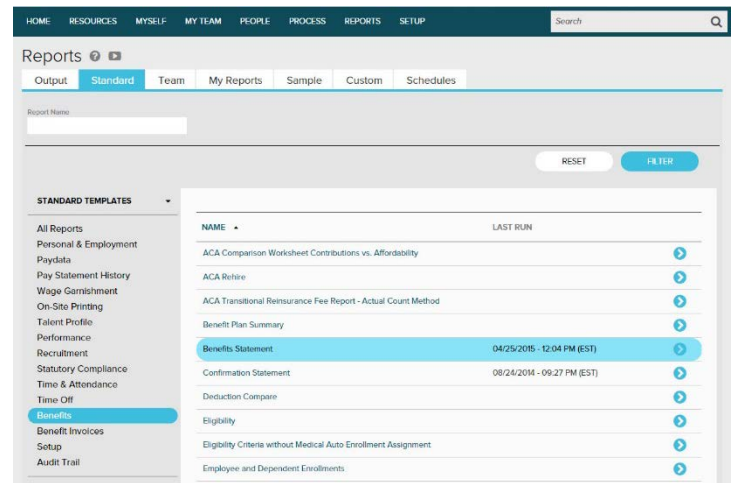 HOME RESOURCES MYSELF MY TEAM PEOPLE PROCESS REPORTS SETUP Search
Reports
Output Standard Team My Reports Sample Custom Schedules
Report Name
RESET FILTER
STANDARD TEMPLATES
All Reports
Personal & Employment
Paydata
Pay Statement History
Wage Garnishment
On-Site Printing
Talent Profile
Performance
Recruitment
Statutory Compliance
Time & Attendance
Time Off
Benefits
Benefit Invoices
Setup
Audit Trail
NAME LAST RUN
ACA Comparison Worksheet Contributions vs. Affordability
ACA Rehire
ACA Transitional Reinsurance Fee Report - Actual Count Method
Benefit Plan Summary
Benefits Statement 04/25/2015 - 12:04 PM (EST)
Confirmation Statement 08/24/2014 - 09:27 PM (EST)
Deduction Compare
Eligibility
Eligibility Criteria without Medical Auto Enrollment Assignment
Employee and Dependent Enrollments